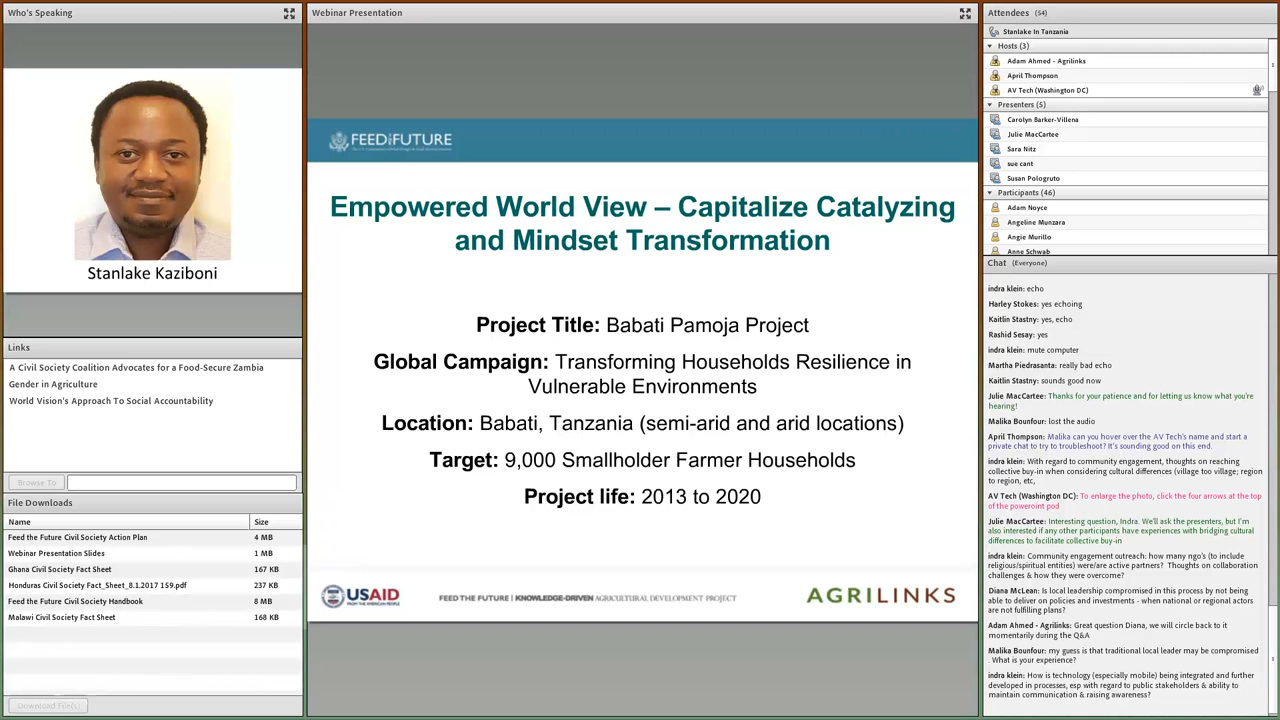 Who's Speaking
Stanlake Kaziboni
Links
A Civil Society Coalition Advocates for a Food-Secure Zambia
Gender in Agriculture
World Vision's Approach To Social Accountability
Browse To
File Downloads
Name Size
Feed the Future Civil Society Action Plan 4 MB
Webinar Presentation Slides 1 MB
Ghana Civil Society Fact Sheet 167 KB
Honduras Civil Society Fact_Sheet_8.1.2017 159.pdf 237 KB
Feed the Future Civil Society Handbook 8 MB
Malawi Civil Society Fact Sheet 168 KB
Download File(s)
Webinar Presentation
FEED THE FUTURE
Empowered World View – Capitalize Catalyzing
and Mindset Transformation
Project Title: Babati Pamoja Project
Global Campaign: Transforming Households Resilience in
Vulnerable Environments
Location: Babati, Tanzania (semi-arid and arid locations)
Target: 9,000 Smallholder Farmer Households
Project life: 2013 to 2020
USAID
FROM THE AMERICAN PEOPLE
FEED THE FUTURE | KNOWLEDGE-DRIVEN AGRICULTURAL DEVELOPMENT PROJECT
AGRILINKS
Attendees (54)
Stanlake In Tanzania
Hosts (3)
Adam Ahmed - Agrilinks
April Thompson
AV Tech (Washington DC)
Presenters (5)
Carolyn Barker-Villena
Julie MacCartee
Sara Nitz
sue cant
Susan Pologruto
Participants (46)
Adam Noyce
Angeline Munzara
Angie Murillo
Anne Schwab
Chat (Everyone)
indra klein: echo
Harley Stokes: yes echoing
Kaitlin Stastny: yes, echo
Rashid Sesay: yes
indra klein: mute computer
Martha Piedrasanta: really bad echo
Kaitlin Stastny: sounds good now
Julie MacCartee: Thanks for your patience and for letting us know what you're
hearing!
Malika Bounfour: lost the audio
April Thompson: Malika can you hover over the AV Tech's name and start a
private chat to try to troubleshoot? It's sounding good on this end.
indra klein: With regard to community engagement, thoughts on reaching
collective buy-in when considering cultural differences (village too village; region
to region, etc,
AV Tech (Washington DC): To enlarge the photo, click the four arrows at the top
of the poweroint pod
Julie MacCartee: Interesting question, Indra. We'll ask the presenters, but I'm
also interested if any other participants have experiences with bridging cultural
differences to facilitate collective buy-in
indra klein: Community engagement outreach: how many ngo's (to include
religious/spiritual entities) were/are active partners? Thoughts on collaboration
challenges & how they were overcome?
Diana McLean: Is local leadership compromised in this process by not being
able to deliver on policies and investments - when national or regional actors
are not fulfilling plans?
Adam Ahmed - Agrilinks: Great question Diana, we will circle back to it
momentarily during the Q&A
Malika Bounfour: my guess is that traditional local leader may be compromised
. What is your experience?
indra klein: How is technology (especially mobile) being integrated and further
developed in processes, esp with regard to public stakeholders & ability to
maintain communication & raising awareness?